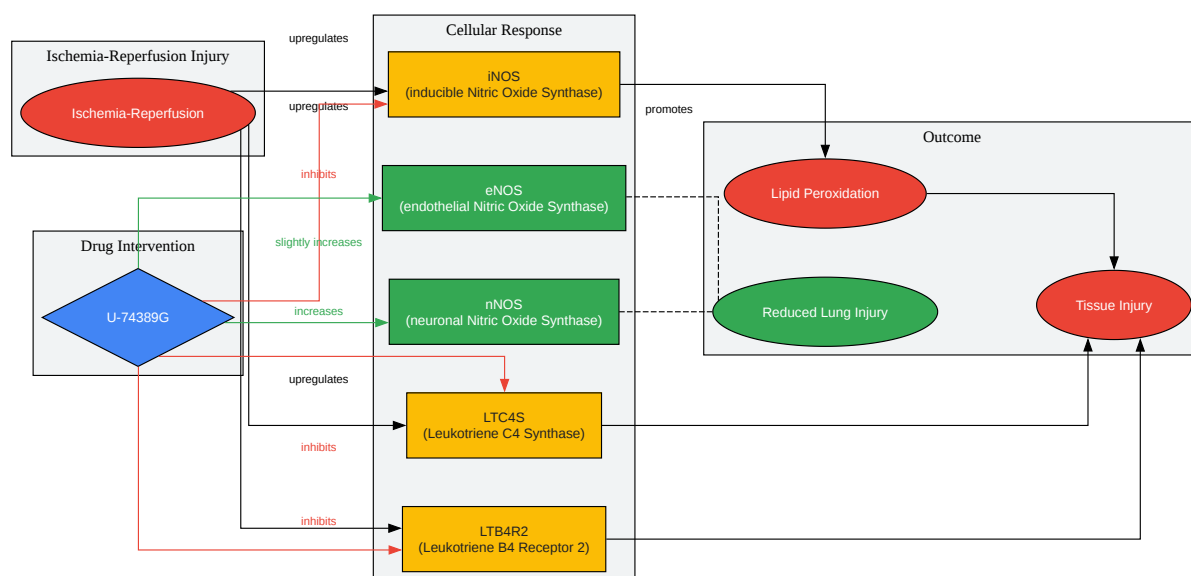 Ischemia-Reperfusion Injury
Ischemia-Reperfusion
Drug Intervention
U-74389G
upregulates
upregulates
inhibits
slightly increases
increases
upregulates
inhibits
inhibits
Cellular Response
iNOS
(inducible Nitric Oxide Synthase)
eNOS
(endothelial Nitric Oxide Synthase)
nNOS
(neuronal Nitric Oxide Synthase)
LTC4S
(Leukotriene C4 Synthase)
LTB4R2
(Leukotriene B4 Receptor 2)
promotes
Outcome
Lipid Peroxidation
Reduced Lung Injury
Tissue Injury